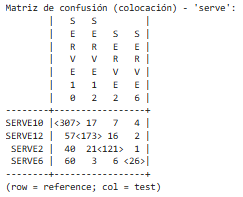 Matriz de confusión (colocación) - 'serve':
         |   S   S         |
         |   E   E   S   S |
         |   R   R   E   E |
         |   V   V   R   R |
         |   E   E   V   V |
         |   1   1   E   E |
         |   0   2   2   6 |
---------+-----------------+
 SERVE10 |<307> 17   7   4 |
 SERVE12 |  57<173> 16   2 |
  SERVE2 |  40  21<121>  1 |
  SERVE6 |  60   3   6 <26>|
---------+-----------------+
(row = reference; col = test)